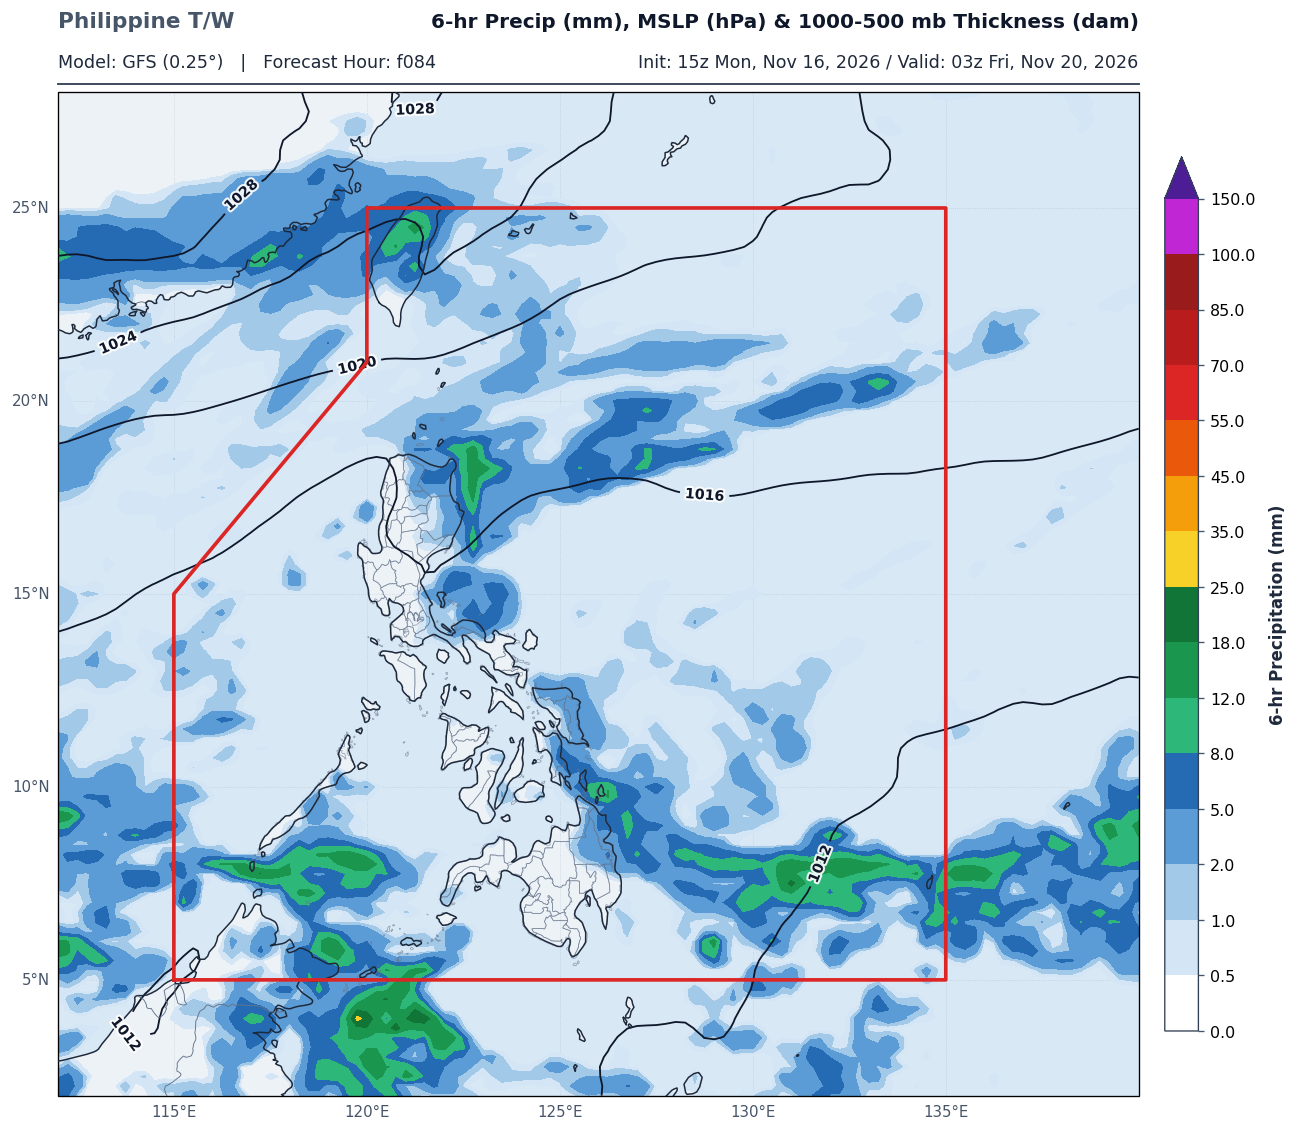 Philippine T/W
6-hr Precip (mm), MSLP (hPa) & 1000-500 mb Thickness (dam)
Model: GFS (0.25°) | Forecast Hour: f084
Init: 15z Mon, Nov 16, 2026 / Valid: 03z Fri, Nov 20, 2026
1028
1028
1024
1020
1016
1012
1012
25°N
20°N
15°N
10°N
5°N
115°E
120°E
125°E
130°E
135°E
150.0
100.0
85.0
70.0
55.0
45.0
35.0
25.0
18.0
12.0
8.0
5.0
2.0
1.0
0.5
0.0
6-hr Precipitation (mm)